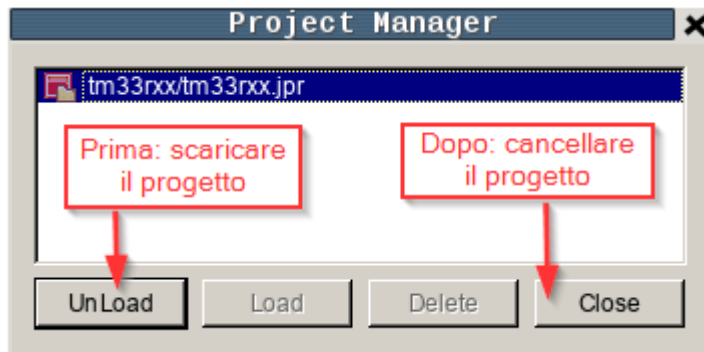 Project Manager
tm33rxx/tm33rxx.jpr
Prima: scaricare
il progetto
Dopo: cancellare
il progetto
UnLoad
Load
Delete
Close